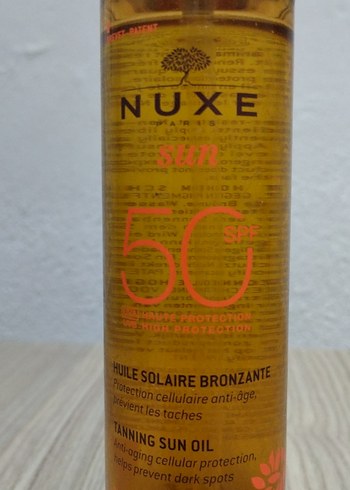 NUXE
PARIS
sun
50 SPF
HAUTE PROTECTION
HIGH PROTECTION
HUILE SOLAIRE BRONZANTE
Protection cellulaire anti-âge,
prévient les taches
TANNING SUN OIL
Anti-aging cellular protection,
helps prevent dark spots